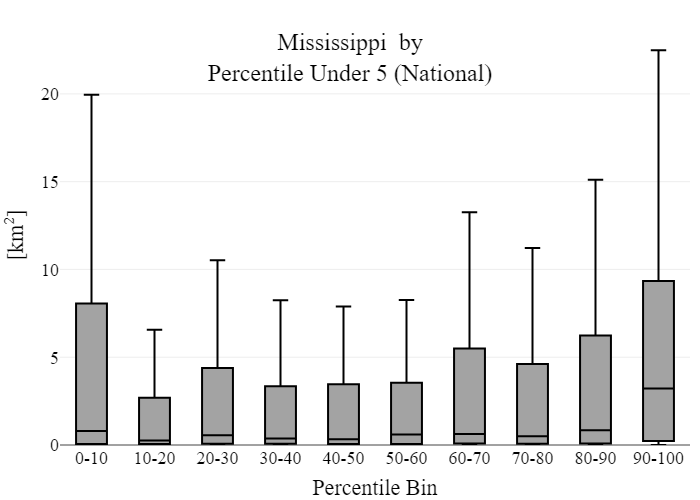 Mississippi by
Percentile Under 5 (National)
[km²]
20
15
10
5
0
0-10 10-20 20-30 30-40 40-50 50-60 60-70 70-80 80-90 90-100
Percentile Bin